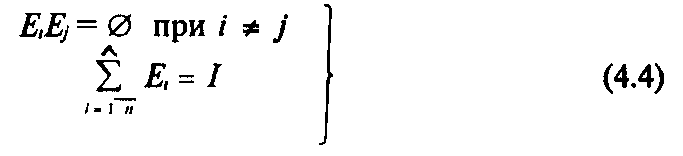 EᵢEⱼ = ∅ при i ≠ j
∑̂ Eᵢ = I (4.4)
i = 1 n̅